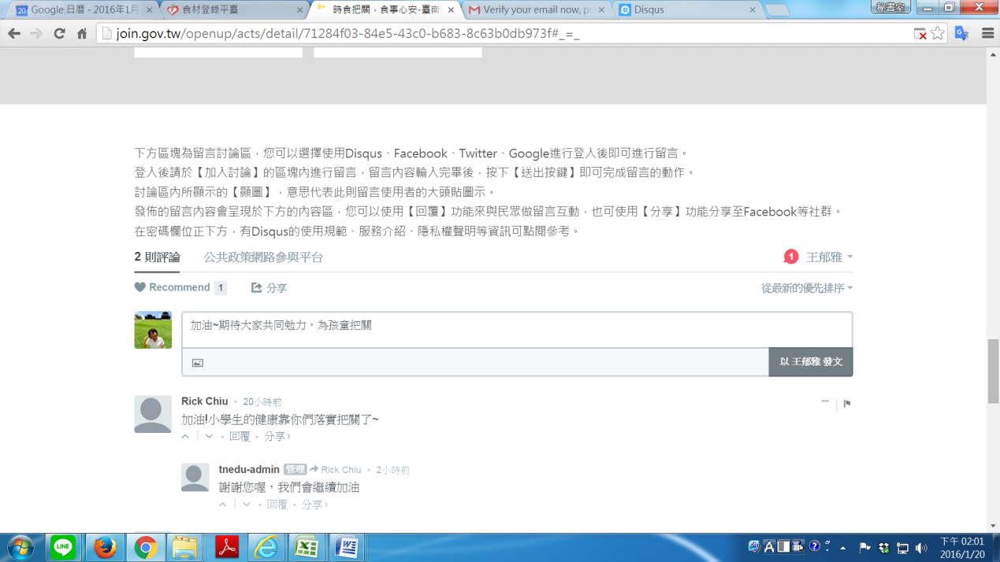 Google 日曆 - 2016年1月
食材登錄平臺
時食把關，食事心安-臺南
Verify your email now, pr
Disqus
秘書室
join.gov.tw/openup/acts/detail/71284f03-84e5-43c0-b683-8c63b0db973f#_=_
下方區塊為留言討論區，您可以選擇使用Disqus、Facebook、Twitter、Google進行登入後即可進行留言。
登入後請於【加入討論】的區塊內進行留言，留言內容輸入完畢後，按下【送出按鍵】即可完成留言的動作。
討論區內所顯示的【顯圖】，意思代表此則留言使用者的大頭貼圖示。
發佈的留言內容會呈現於下方的內容區，您可以使用【回覆】功能來與民眾做留言互動，也可使用【分享】功能分享至Facebook等社群。
在密碼欄位正下方，有Disqus的使用規範、服務介紹、隱私權聲明等資訊可點閱參考。
2 則評論 公共政策網路參與平台 1 王郁雅
Recommend 1 分享 從最新的優先排序
加油~期待大家共同勉力，為孩童把關
以 王郁雅 發文
Rick Chiu • 20小時前
加油!小學生的健康靠你們落實把關了~
• 回覆 • 分享 ›
tnedu-admin 管理 Rick Chiu • 2小時前
謝謝您喔，我們會繼續加油
• 回覆 • 分享 ›
LINE
A
下午 02:01
2016/1/20